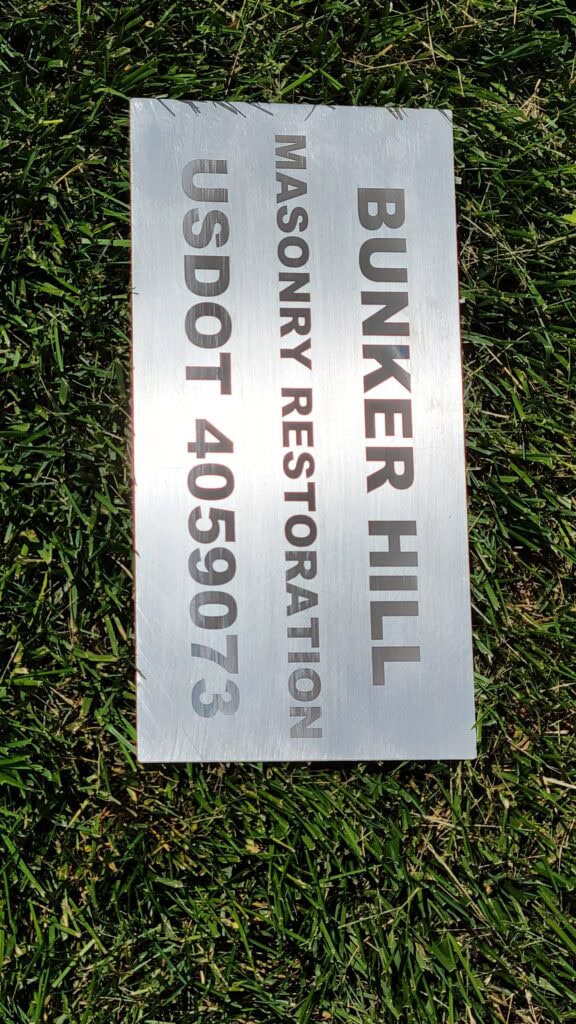 BUNKER HILL
MASONRY RESTORATION
USDOT 4059073